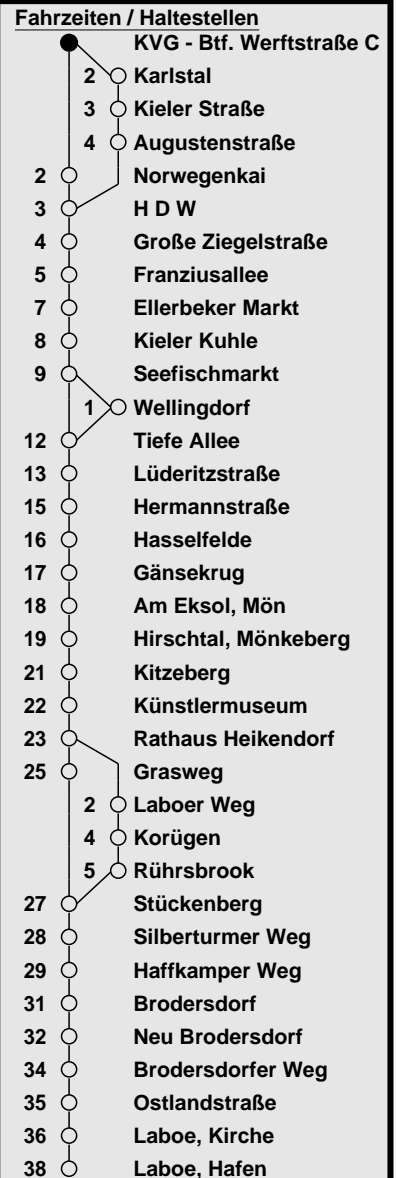 Fahrzeiten / Haltestellen
KVG - Btf. Werftstraße C
2 Karlstal
3 Kieler Straße
4 Augustenstraße
2 Norwegenkai
3 H D W
4 Große Ziegelstraße
5 Franziusallee
7 Ellerbeker Markt
8 Kieler Kuhle
9 Seefischmarkt
1 Wellingdorf
12 Tiefe Allee
13 Lüderitzstraße
15 Hermannstraße
16 Hasselfelde
17 Gänsekrug
18 Am Eksol, Mön
19 Hirschtal, Mönkeberg
21 Kitzeberg
22 Künstlermuseum
23 Rathaus Heikendorf
25 Grasweg
2 Laboer Weg
4 Korügen
5 Rührsbrook
27 Stückenberg
28 Silberturmer Weg
29 Haffkamper Weg
31 Brodersdorf
32 Neu Brodersdorf
34 Brodersdorfer Weg
35 Ostlandstraße
36 Laboe, Kirche
38 Laboe, Hafen